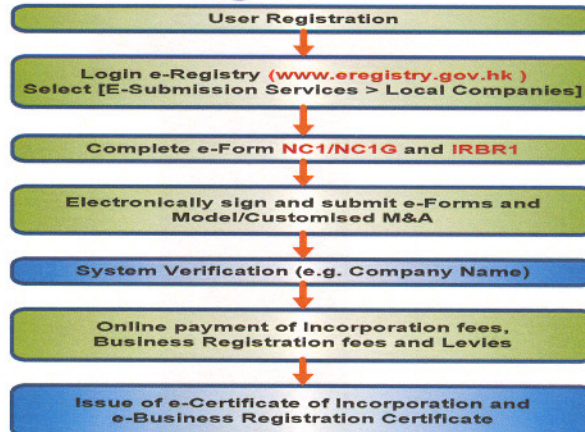 User Registration
Login e-Registry (www.eregistry.gov.hk )
Select [E-Submission Services > Local Companies]
Complete e-Form NC1/NC1G and IRBR1
Electronically sign and submit e-Forms and
Model/Customised M&A
System Verification (e.g. Company Name)
Online payment of Incorporation fees,
Business Registration fees and Levies
Issue of e-Certificate of Incorporation and
e-Business Registration Certificate